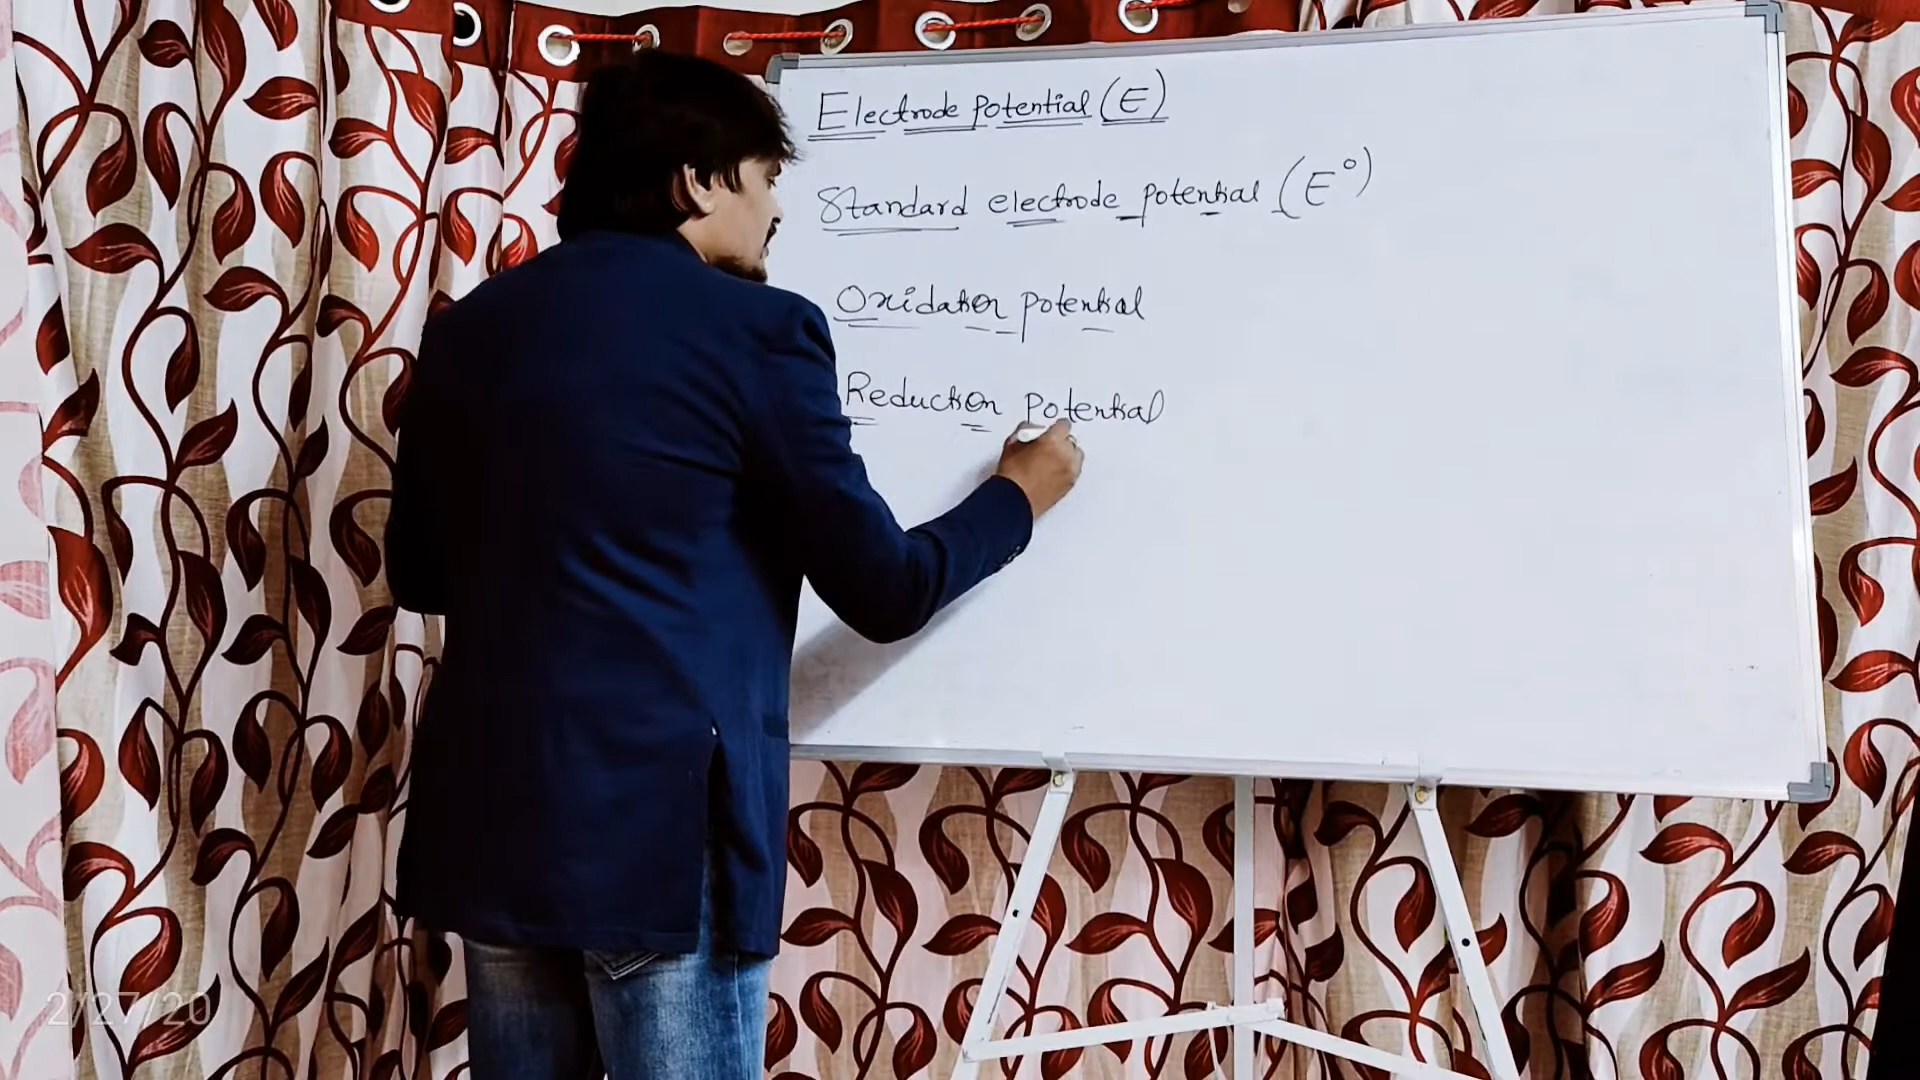 Electrode potential (E)
Standard electrode potential (E°)
Oxidation potential
Reduction potential
2/27/20